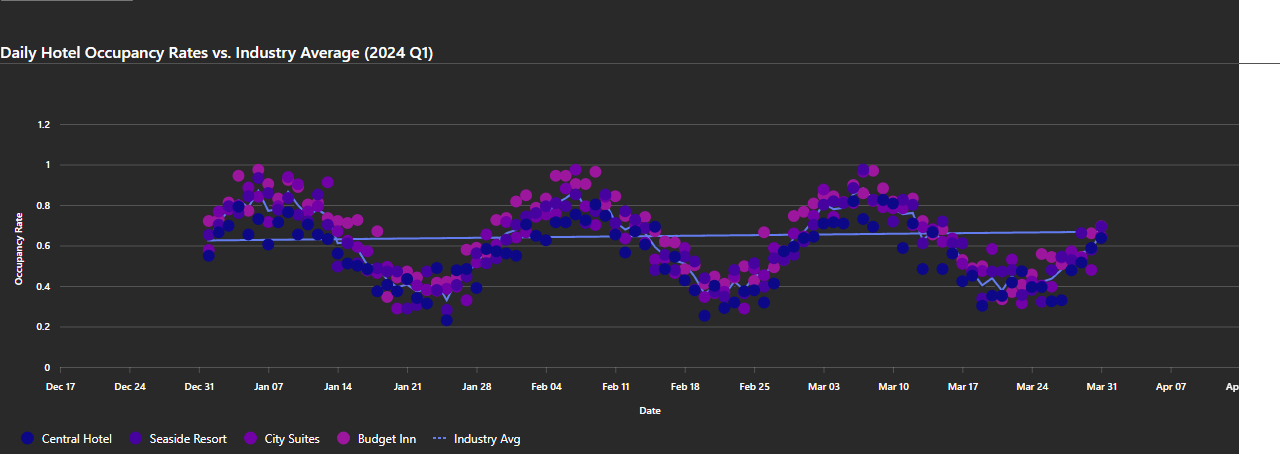 Daily Hotel Occupancy Rates vs. Industry Average (2024 Q1)
1.2
1
0.8
0.6
0.4
0.2
0
Occupancy Rate
Dec 17 Dec 24 Dec 31 Jan 07 Jan 14 Jan 21 Jan 28 Feb 04 Feb 11 Feb 18 Feb 25 Mar 03 Mar 10 Mar 17 Mar 24 Mar 31 Apr 07 Ap
Date
Central Hotel Seaside Resort City Suites Budget Inn Industry Avg